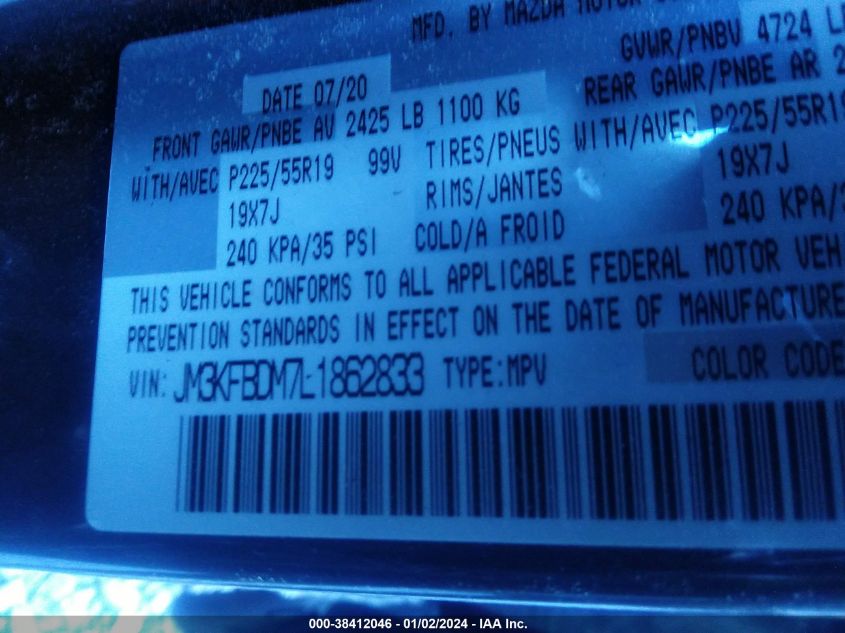 MFD. BY MAZDA MOTOR
DATE 07/20 GVWR/PNBV 4724
FRONT GAWR/PNBE AV 2425 LB 1100 KG REAR GAWR/PNBE AR
WITH/AVEC P225/55R19 99V TIRES/PNEUS WITH/AVEC P225/55R19
19X7J RIMS/JANTES 19X7J
240 KPA/35 PSI COLD/A FROID 240 KPA/
THIS VEHICLE CONFORMS TO ALL APPLICABLE FEDERAL MOTOR VEH
PREVENTION STANDARDS IN EFFECT ON THE DATE OF MANUFACTURE
VIN: JM3KFBDM7L1862833 TYPE:MPV COLOR CODE
000-38412046 - 01/02/2024 - IAA Inc.